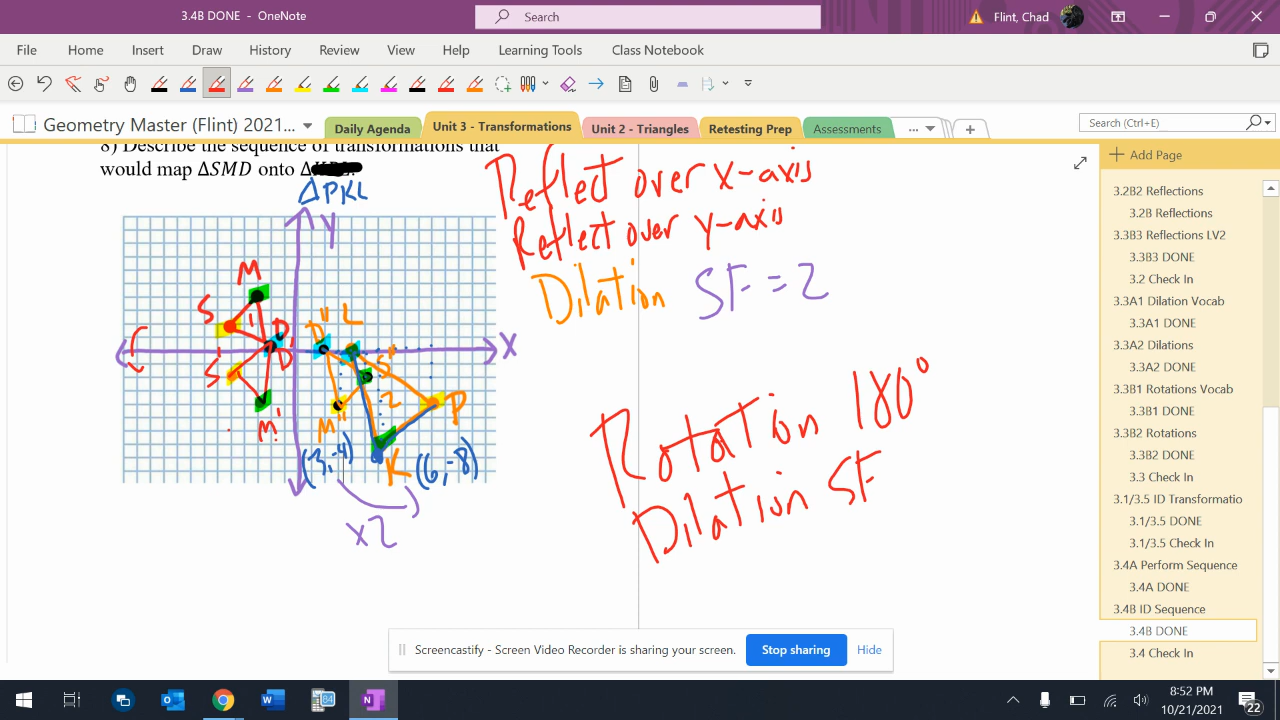 3.4B DONE - OneNote
Search
Flint, Chad
File Home Insert Draw History Review View Help Learning Tools Class Notebook
Geometry Master (Flint) 2021...
Daily Agenda
Unit 3 - Transformations
Unit 2 - Triangles
Retesting Prep
Assessments
...
Search (Ctrl+E)
8) Describe the sequence of transformations that
would map ΔSMD onto
ΔPKL
Reflect over x-axis
Reflect over y-axis
Dilation SF = 2
Y
X
M
S
D
D'
S'
M'
D"
L
S"
M"
P
K
1
2
(3,-4)
(6,-8)
x2
Rotation 180°
Dilation SF
Add Page
3.2B2 Reflections
3.2B Reflections
3.3B3 Reflections LV2
3.3B3 DONE
3.2 Check In
3.3A1 Dilation Vocab
3.3A1 DONE
3.3A2 Dilations
3.3A2 DONE
3.3B1 Rotations Vocab
3.3B1 DONE
3.3B2 Rotations
3.3B2 DONE
3.3 Check In
3.1/3.5 ID Transformatio
3.1/3.5 DONE
3.1/3.5 Check In
3.4A Perform Sequence
3.4A DONE
3.4B ID Sequence
3.4B DONE
3.4 Check In
Screencastify - Screen Video Recorder is sharing your screen.
Stop sharing
Hide
84
8:52 PM
10/21/2021
22